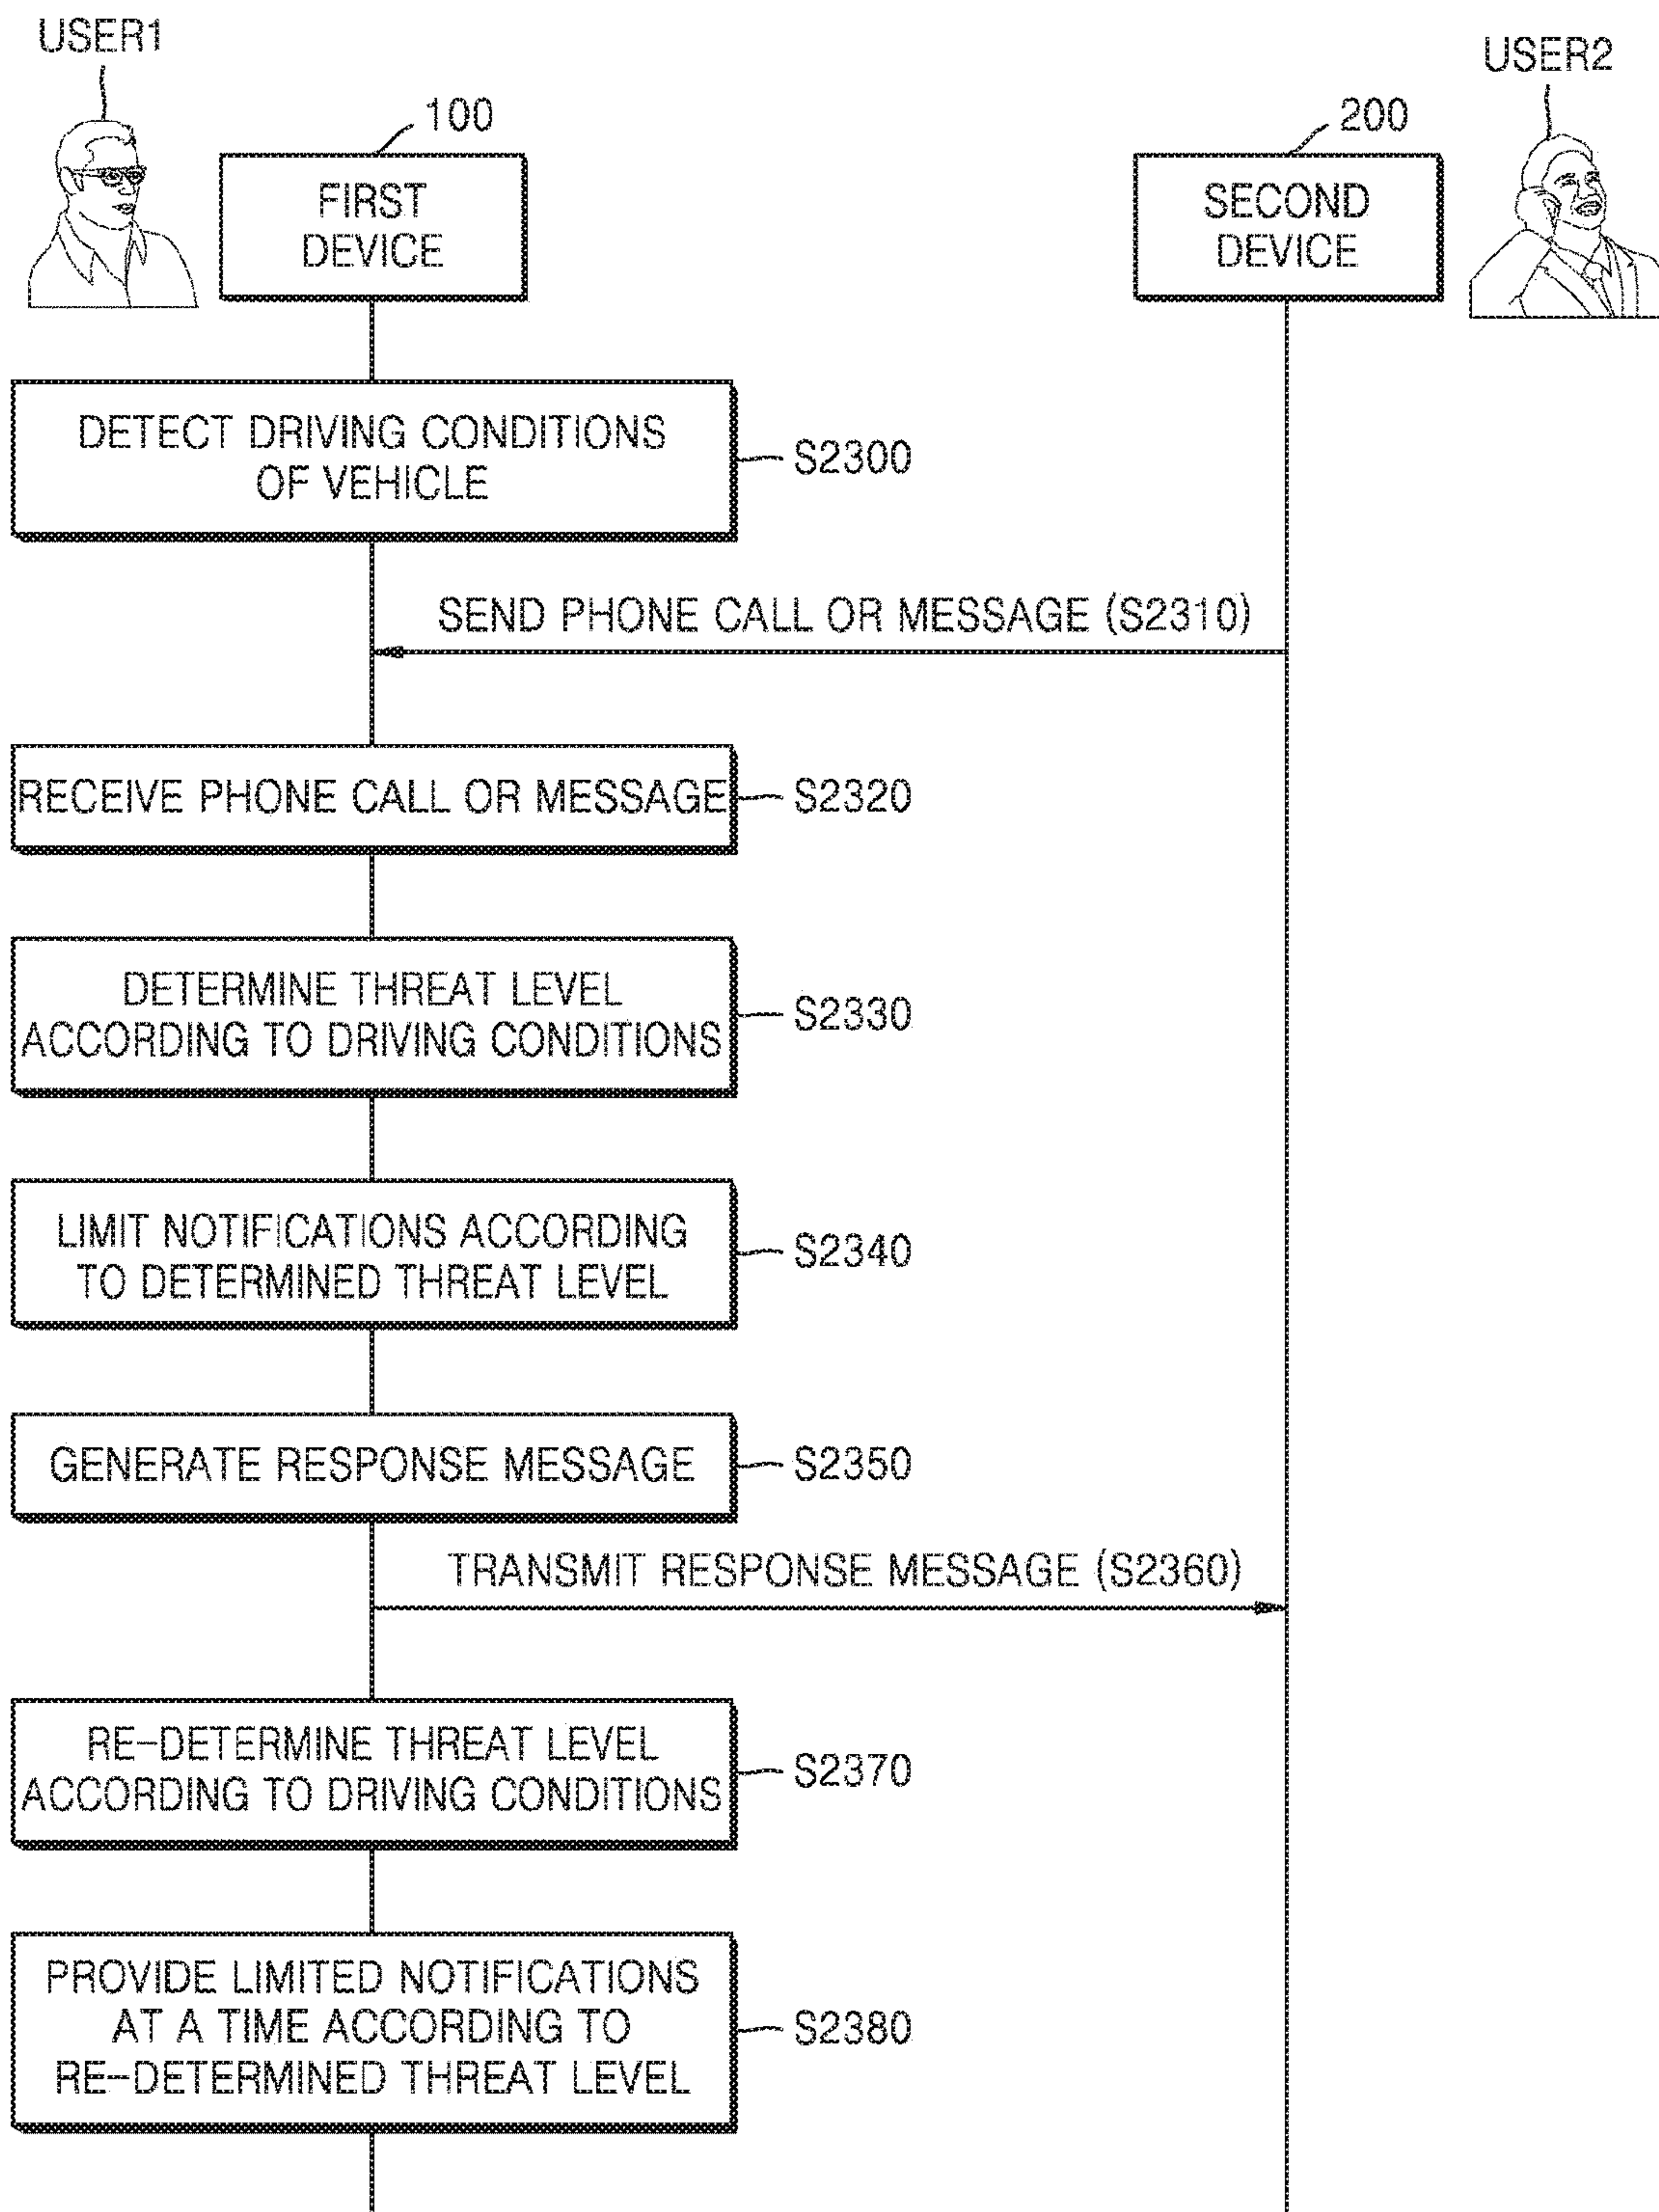 USER1
USER2
100
200
FIRST
DEVICE
SECOND
DEVICE
DETECT DRIVING CONDITIONS
OF VEHICLE
S2300
SEND PHONE CALL OR MESSAGE (S2310)
RECEIVE PHONE CALL OR MESSAGE
S2320
DETERMINE THREAT LEVEL
ACCORDING TO DRIVING CONDITIONS
S2330
LIMIT NOTIFICATIONS ACCORDING
TO DETERMINED THREAT LEVEL
S2340
GENERATE RESPONSE MESSAGE
S2350
TRANSMIT RESPONSE MESSAGE (S2360)
RE-DETERMINE THREAT LEVEL
ACCORDING TO DRIVING CONDITIONS
S2370
PROVIDE LIMITED NOTIFICATIONS
AT A TIME ACCORDING TO
RE-DETERMINED THREAT LEVEL
S2380